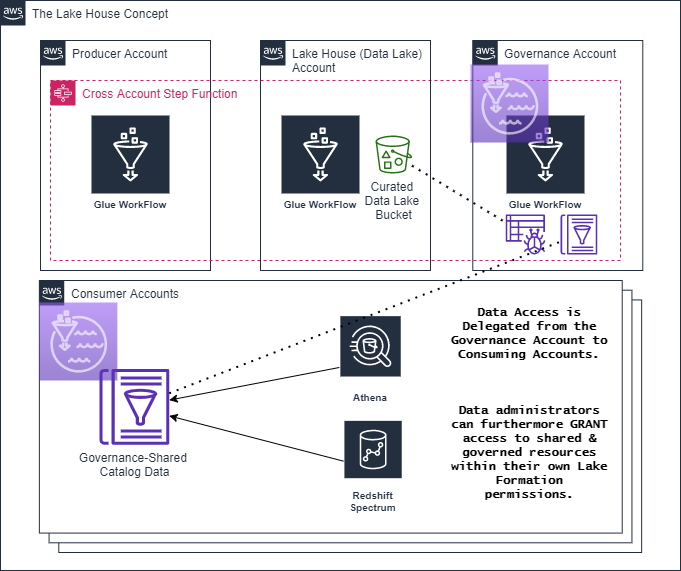 aws
The Lake House Concept
aws
Producer Account
aws
Lake House (Data Lake)
Account
aws
Governance Account
Cross Account Step Function
Glue WorkFlow
Glue WorkFlow
Curated
Data Lake
Bucket
Glue WorkFlow
aws
Consumer Accounts
Governance-Shared
Catalog Data
Athena
Redshift
Spectrum
Data Access is
Delegated from the
Governance Account to
Consuming Accounts.
Data administrators
can furthermore GRANT
access to shared &
governed resources
within their own Lake
Formation
permissions.